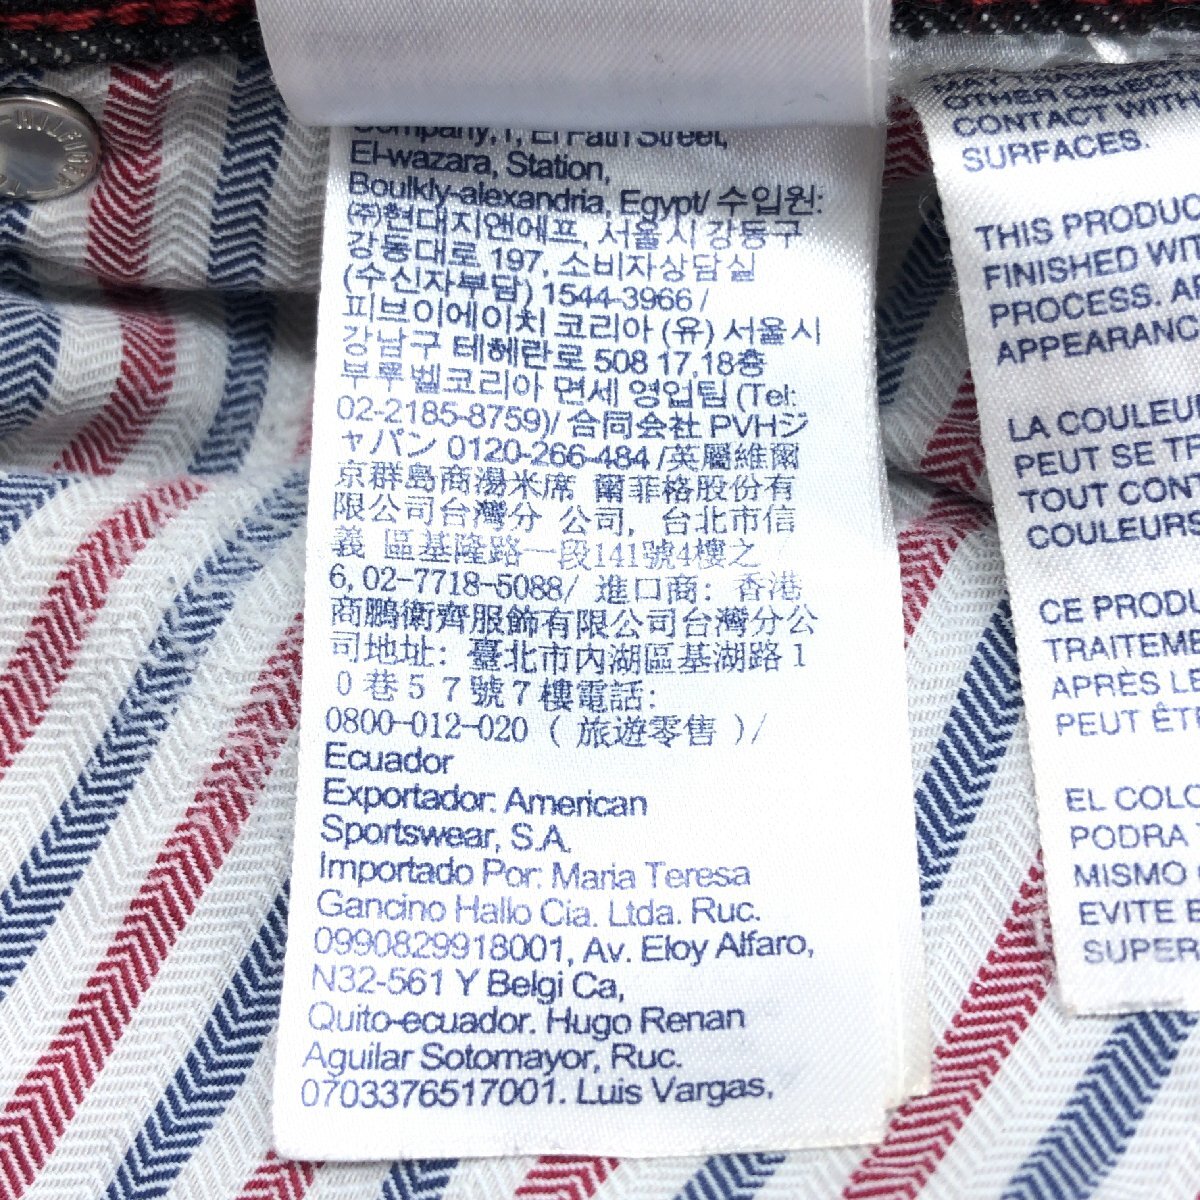 Company, 1, El Fath Street,
El-wazara, Station,
Boulkly-alexandria, Egypt/ 수입원:
(주)현대지앤에프, 서울시 강동구
강동대로 197, 소비자상담실
(수신자부담) 1544-3966 /
피브이에이치 코리아 (유) 서울시
강남구 테헤란로 508 17,18층
부루벨코리아 면세 영업팀 (Tel:
02-2185-8759)/ 合同会社 PVHジ
ャパン 0120-266-484 /英屬維爾
京群島商湯米席 爾菲格股份有
限公司台灣分 公司, 台北市信
義 區基隆路一段141號4樓之
6, 02-7718-5088/ 進口商: 香港
商鵬衛齊服飾有限公司台灣分公
司地址: 臺北市內湖區基湖路1
0巷57號7樓電話:
0800-012-020 ( 旅遊零售 )/
Ecuador
Exportador: American
Sportswear, S.A.
Importado Por: Maria Teresa
Gancino Hallo Cia. Ltda. Ruc.
0990829918001, Av. Eloy Alfaro,
N32-561 Y Belgi Ca,
Quito-ecuador. Hugo Renan
Aguilar Sotomayor, Ruc.
0703376517001. Luis Vargas,
OTHER OBJEC
CONTACT WITH
SURFACES.
THIS PRODUC
FINISHED WIT
PROCESS. A
APPEARANC
LA COULEUR
PEUT SE TR
TOUT CONT
COULEURS
CE PRODU
TRAITEME
APRÈS LE
PEUT ÊTR
EL COLO
PODRA
MISMO
EVITE E
SUPER